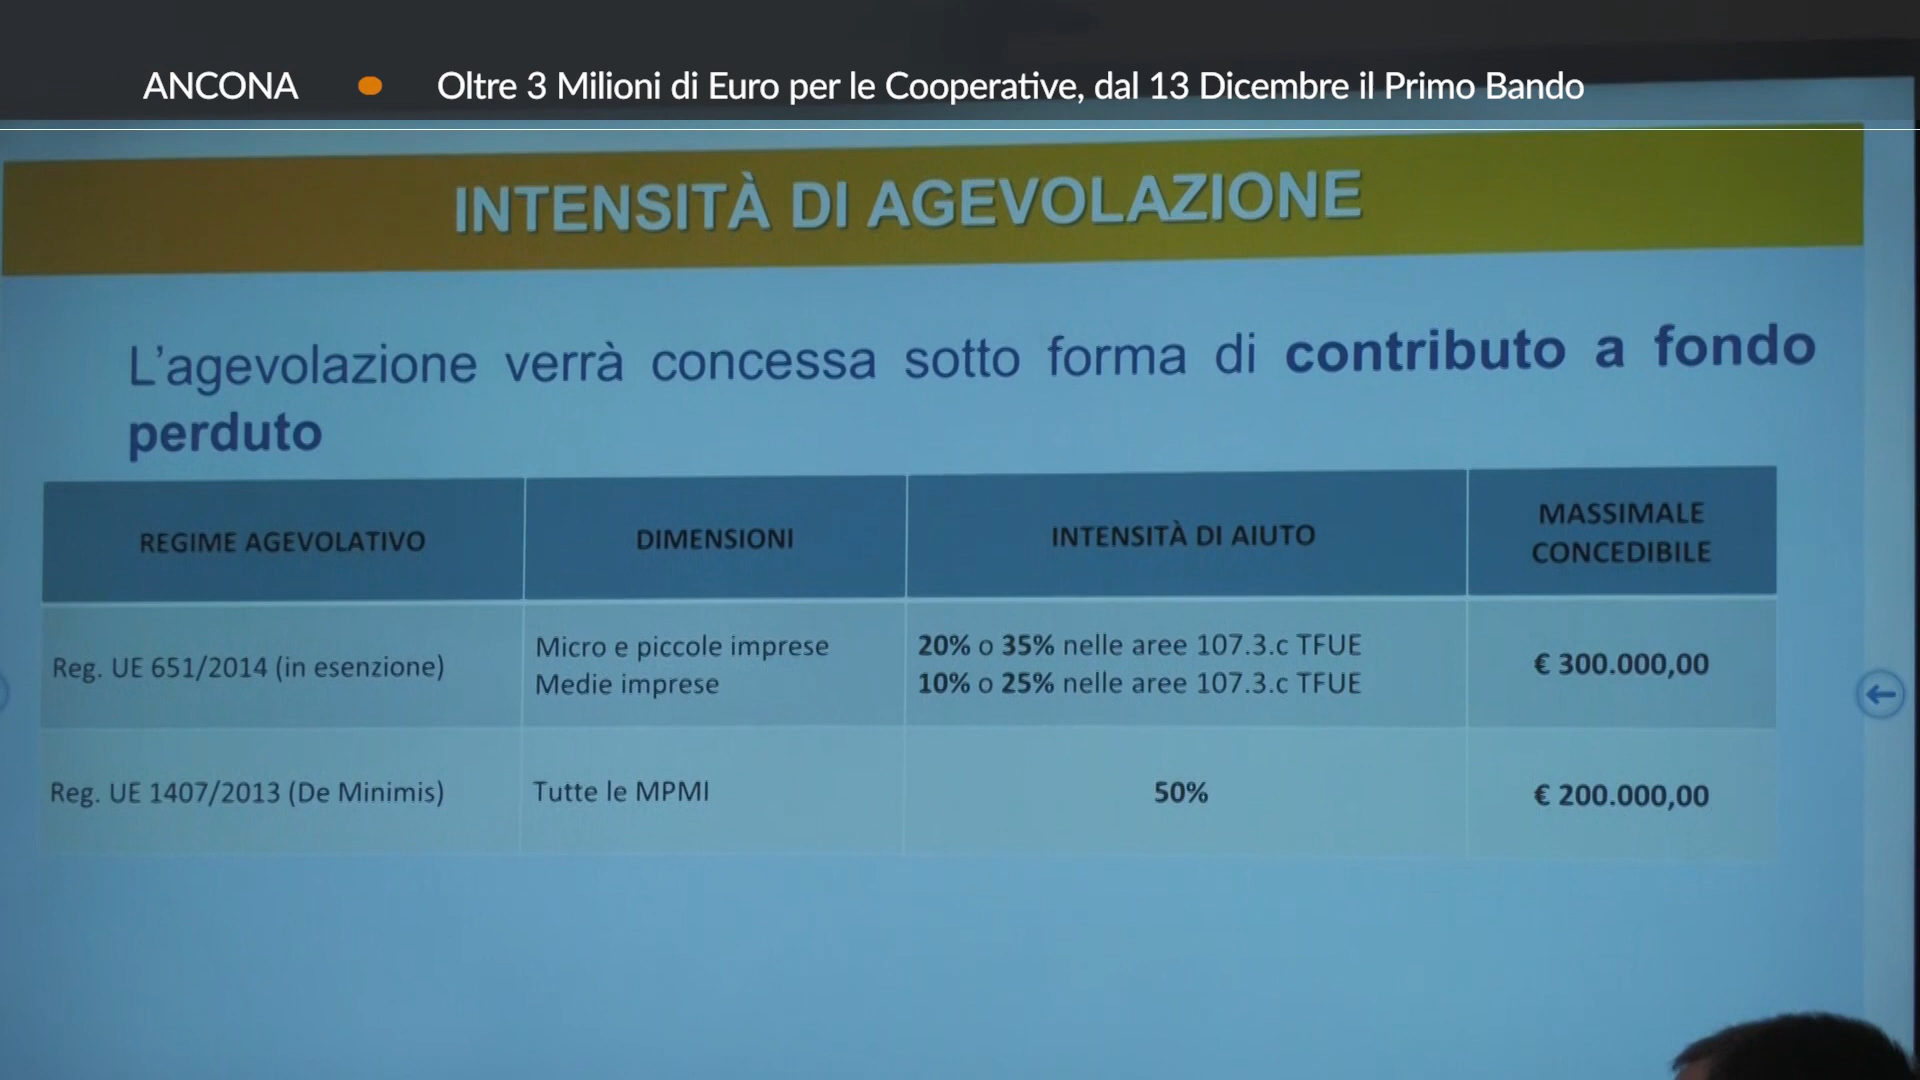 ANCONA • Oltre 3 Milioni di Euro per le Cooperative, dal 13 Dicembre il Primo Bando
INTENSITÀ DI AGEVOLAZIONE
L’agevolazione verrà concessa sotto forma di contributo a fondo
perduto
REGIME AGEVOLATIVO DIMENSIONI INTENSITÀ DI AIUTO MASSIMALE
CONCEDIBILE
Reg. UE 651/2014 (in esenzione)
Micro e piccole imprese
Medie imprese
20% o 35% nelle aree 107.3.c TFUE
10% o 25% nelle aree 107.3.c TFUE
€ 300.000,00
Reg. UE 1407/2013 (De Minimis) Tutte le MPMI 50% € 200.000,00